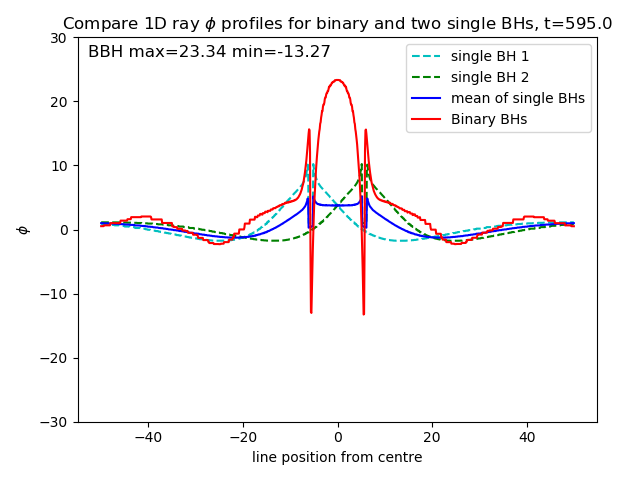 Compare 1D ray ϕ profiles for binary and two single BHs, t=595.0
BBH max=23.34 min=-13.27
single BH 1
single BH 2
mean of single BHs
Binary BHs
30
20
10
0
−10
−20
−30
ϕ
−40
−20
0
20
40
line position from centre